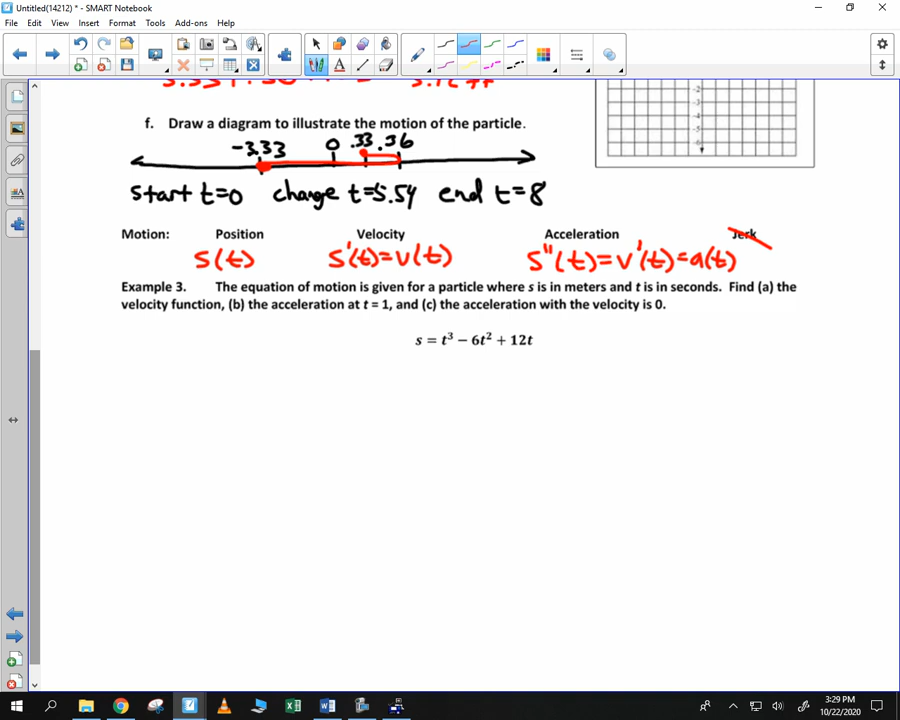 Untitled(14212) * - SMART Notebook
File Edit View Insert Format Tools Add-ons Help
f. Draw a diagram to illustrate the motion of the particle.
-3.33 0 .33 .36
start t=0 change t=5.54 end t=8
Motion: Position Velocity Acceleration Jerk
s(t) s'(t)=v(t) s''(t)=v'(t)=a(t)
Example 3. The equation of motion is given for a particle where s is in meters and t is in seconds. Find (a) the
velocity function, (b) the acceleration at t = 1, and (c) the acceleration with the velocity is 0.
s = t³ − 6t² + 12t
3:29 PM
10/22/2020